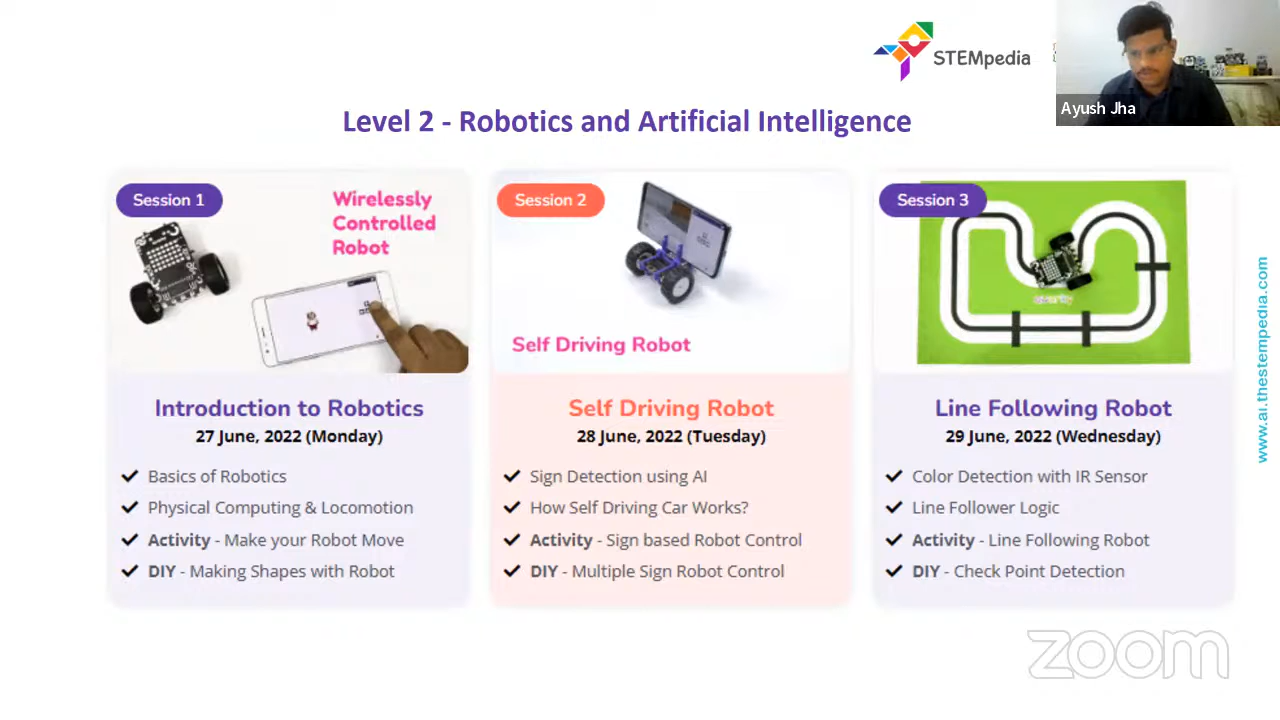 STEMpedia
Ayush Jha
Level 2 - Robotics and Artificial Intelligence
Session 1
Wirelessly
Controlled
Robot
Introduction to Robotics
27 June, 2022 (Monday)
Basics of Robotics
Physical Computing & Locomotion
Activity - Make your Robot Move
DIY - Making Shapes with Robot
Session 2
Self Driving Robot
Self Driving Robot
28 June, 2022 (Tuesday)
Sign Detection using AI
How Self Driving Car Works?
Activity - Sign based Robot Control
DIY - Multiple Sign Robot Control
Session 3
Line Following Robot
29 June, 2022 (Wednesday)
Color Detection with IR Sensor
Line Follower Logic
Activity - Line Following Robot
DIY - Check Point Detection
www.ai.thestempedia.com
zoom